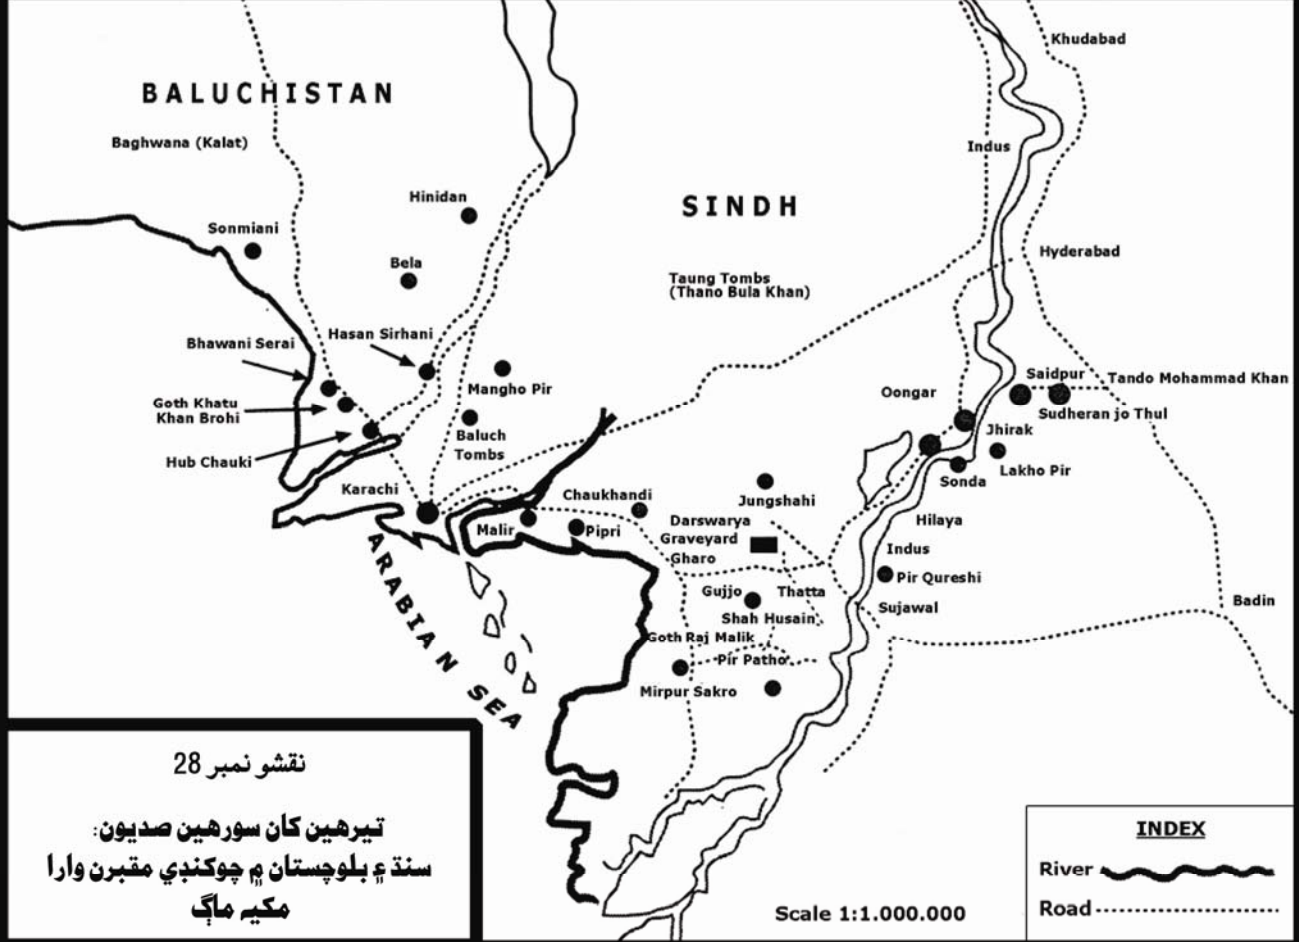 Khudabad
BALUCHISTAN
Baghwana (Kalat)
Indus
Hinidan
SINDH
Sonmiani
Hyderabad
Bela
Taung Tombs
(Thano Bula Khan)
Hasan Sirhani
Bhawani Serai
Mangho Pir
Saidpur
Tando Mohammad Khan
Oongar
Goth Khatu
Khan Brohi
Sudheran jo Thul
Jhirak
Baluch
Tombs
Hub Chauki
Lakho Pir
Sonda
Karachi
Chaukhandi
Jungshahi
Malir
Pipri
Darswarya
Graveyard
Gharo
Hilaya
Indus
Pir Qureshi
Gujjo
Thatta
Sujawal
Badin
Shah Husain
Goth Raj Malik
Pir Patho
Mirpur Sakro
ARABIAN SEA
نقشو نمبر 28
تيرهين کان سورهين صديون:
سنڌ ۽ بلوچستان ۾ چوکنڊي مقبرن وارا
مکيہ ماڳ
INDEX
River
Road
Scale 1:1.000.000